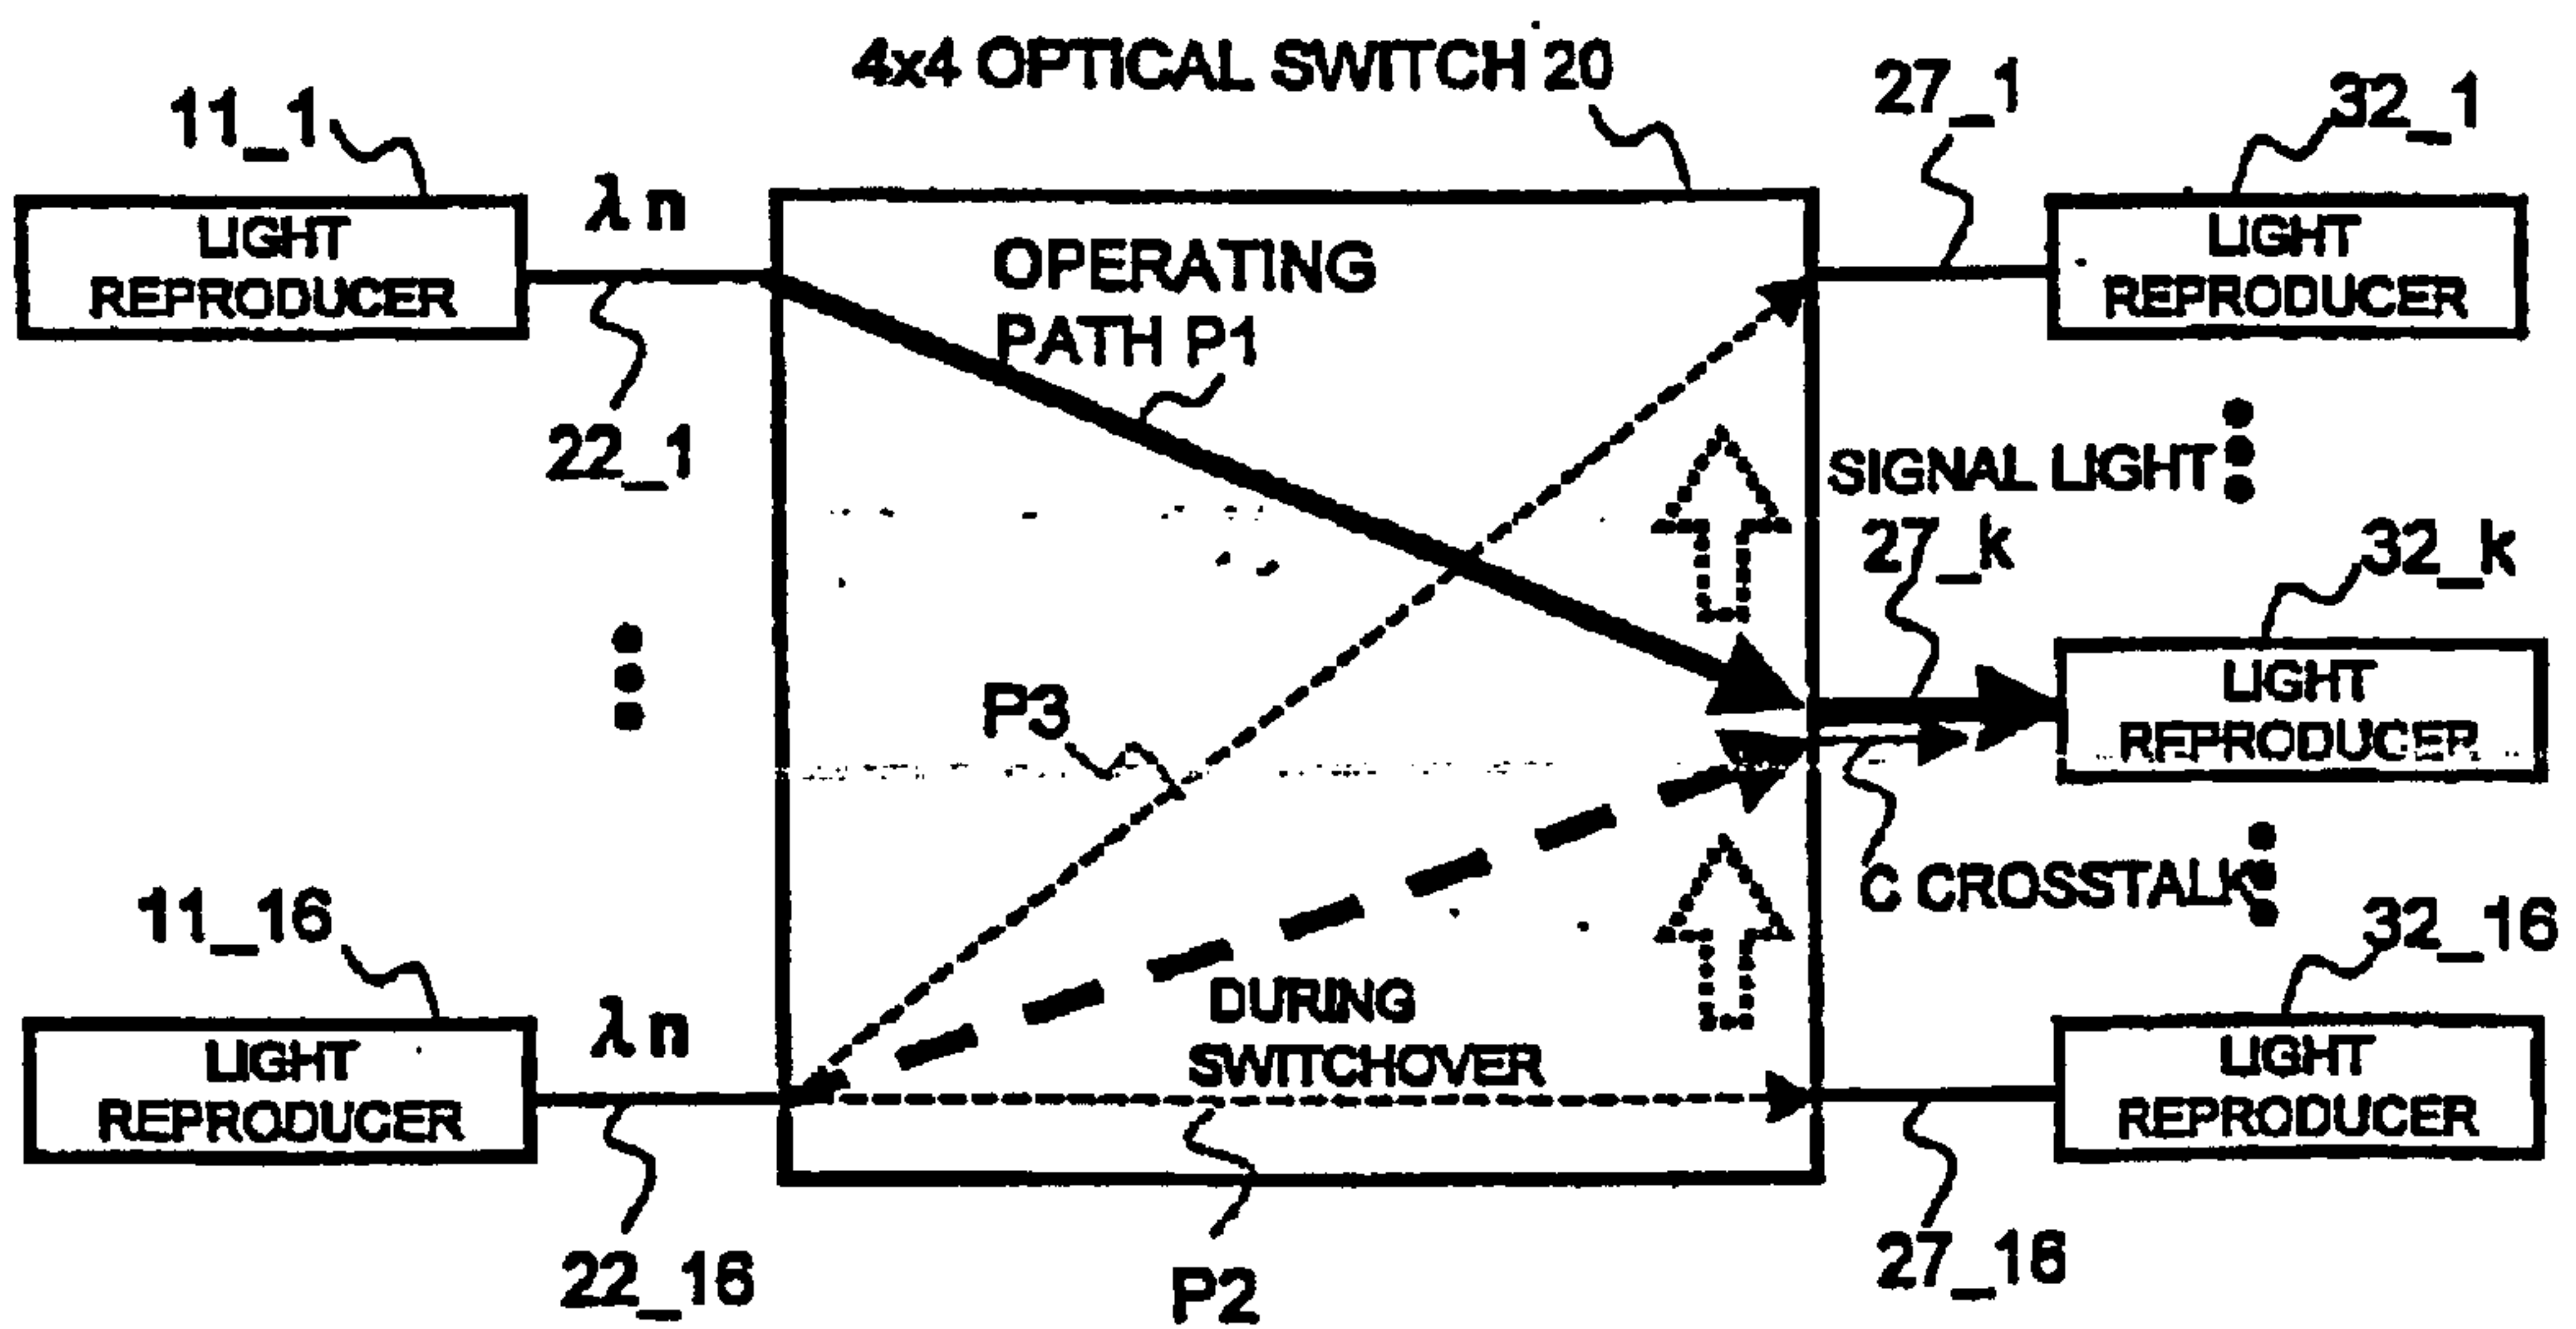 4x4 OPTICAL SWITCH 20
11_1
27_1
32_1
λn
LIGHT
REPRODUCER
OPERATING
PATH P1
LIGHT
REPRODUCER
22_1
SIGNAL LIGHT
27_k
32_k
P3
LIGHT
REPRODUCER
C CROSSTALK
11_16
32_16
λn
DURING
SWITCHOVER
LIGHT
REPRODUCER
LIGHT
REPRODUCER
22_16
P2
27_16